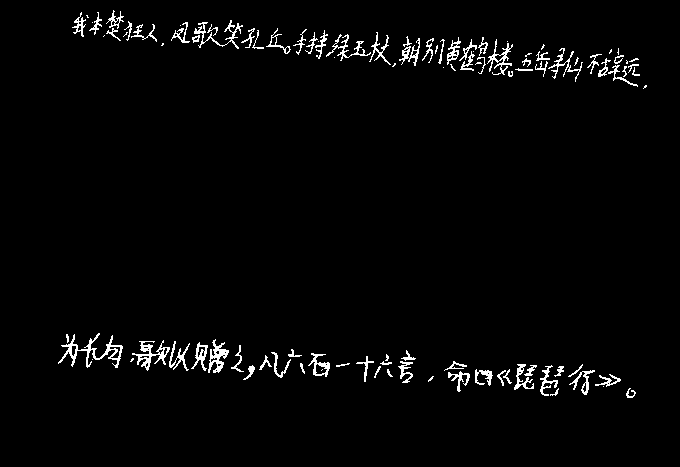 我本楚狂人,凤歌笑孔丘。手持绿玉杖,朝别黄鹤楼。五岳寻仙不辞远,
为长句,歌以赠之,凡六百一十六言,命曰《琵琶行》。